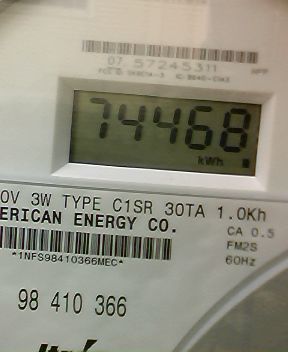 07 57245311
74468
kWh
0V 3W TYPE C1SR 30TA 1.0Kh
ERICAN ENERGY CO.
CA 0.5
FM2S
60Hz
*1NFS98410366MEC*
98 410 366